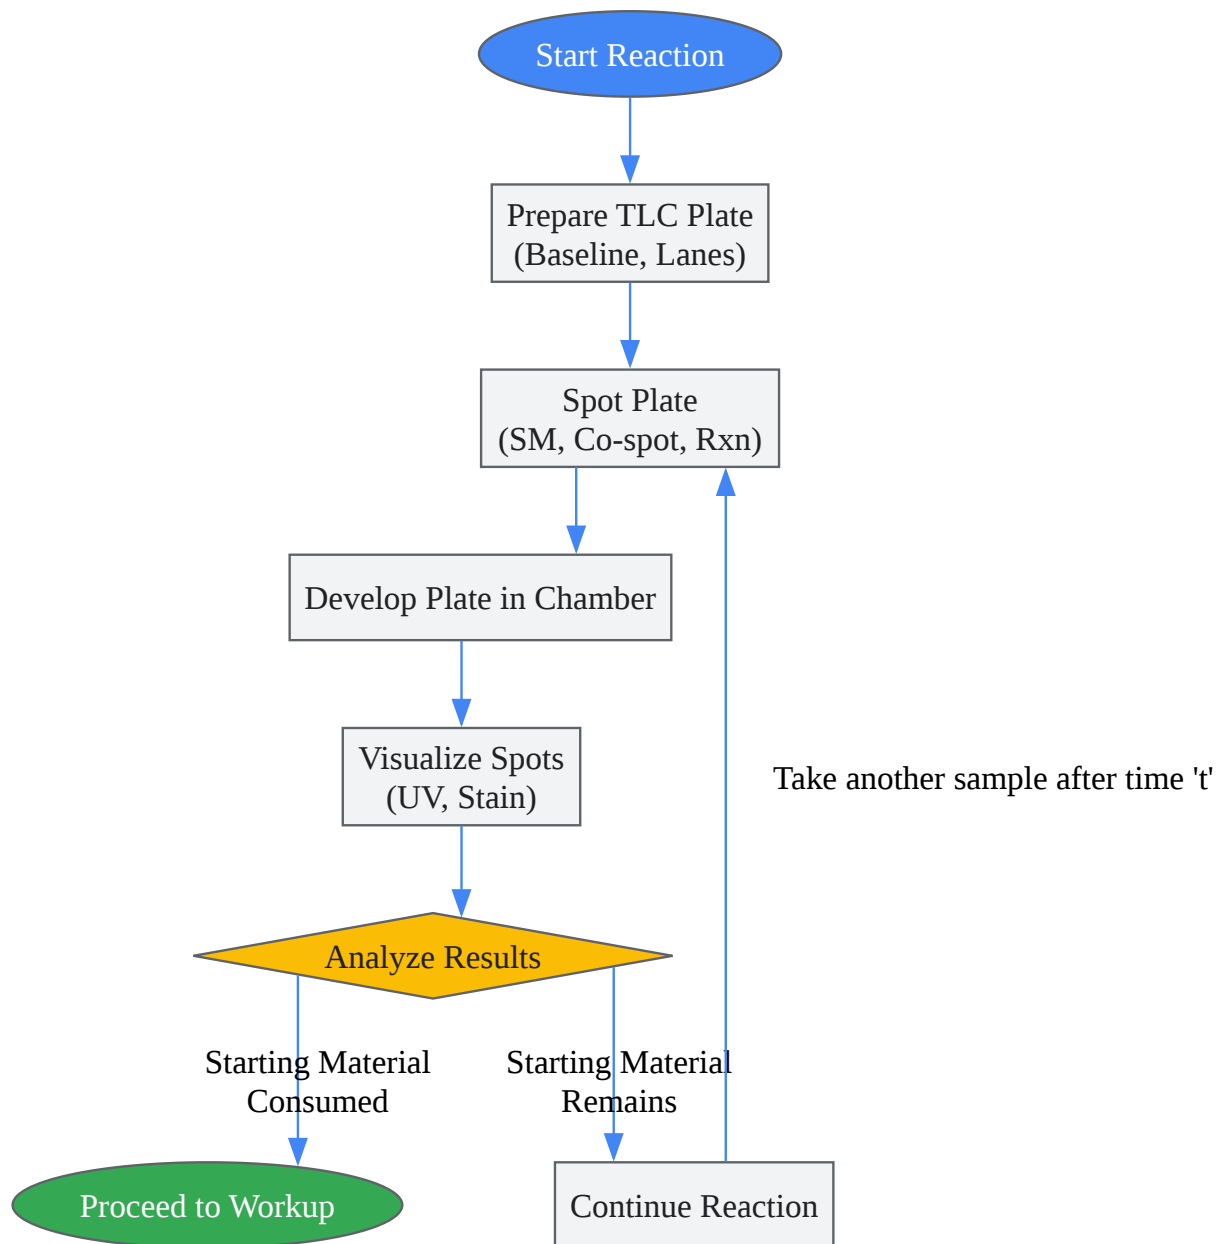 Start Reaction
Prepare TLC Plate
(Baseline, Lanes)
Spot Plate
(SM, Co-spot, Rxn)
Develop Plate in Chamber
Visualize Spots
(UV, Stain)
Take another sample after time 't'
Analyze Results
Starting Material
Consumed
Starting Material
Remains
Proceed to Workup
Continue Reaction